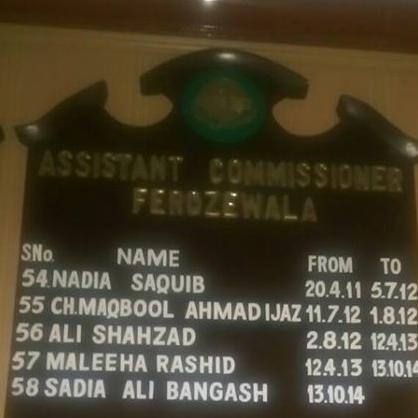 ASSISTANT COMMISSIONER
FEROZEWALA
SNo. NAME FROM TO
54. NADIA SAQUIB 20.4.11 5.7.12
55 CH.MAQBOOL AHMAD IJAZ 11.7.12 1.8.12
56 ALI SHAHZAD 2.8.12 12.4.13
57 MALEEHA RASHID 12.4.13 13.10.14
58 SADIA ALI BANGASH 13.10.14